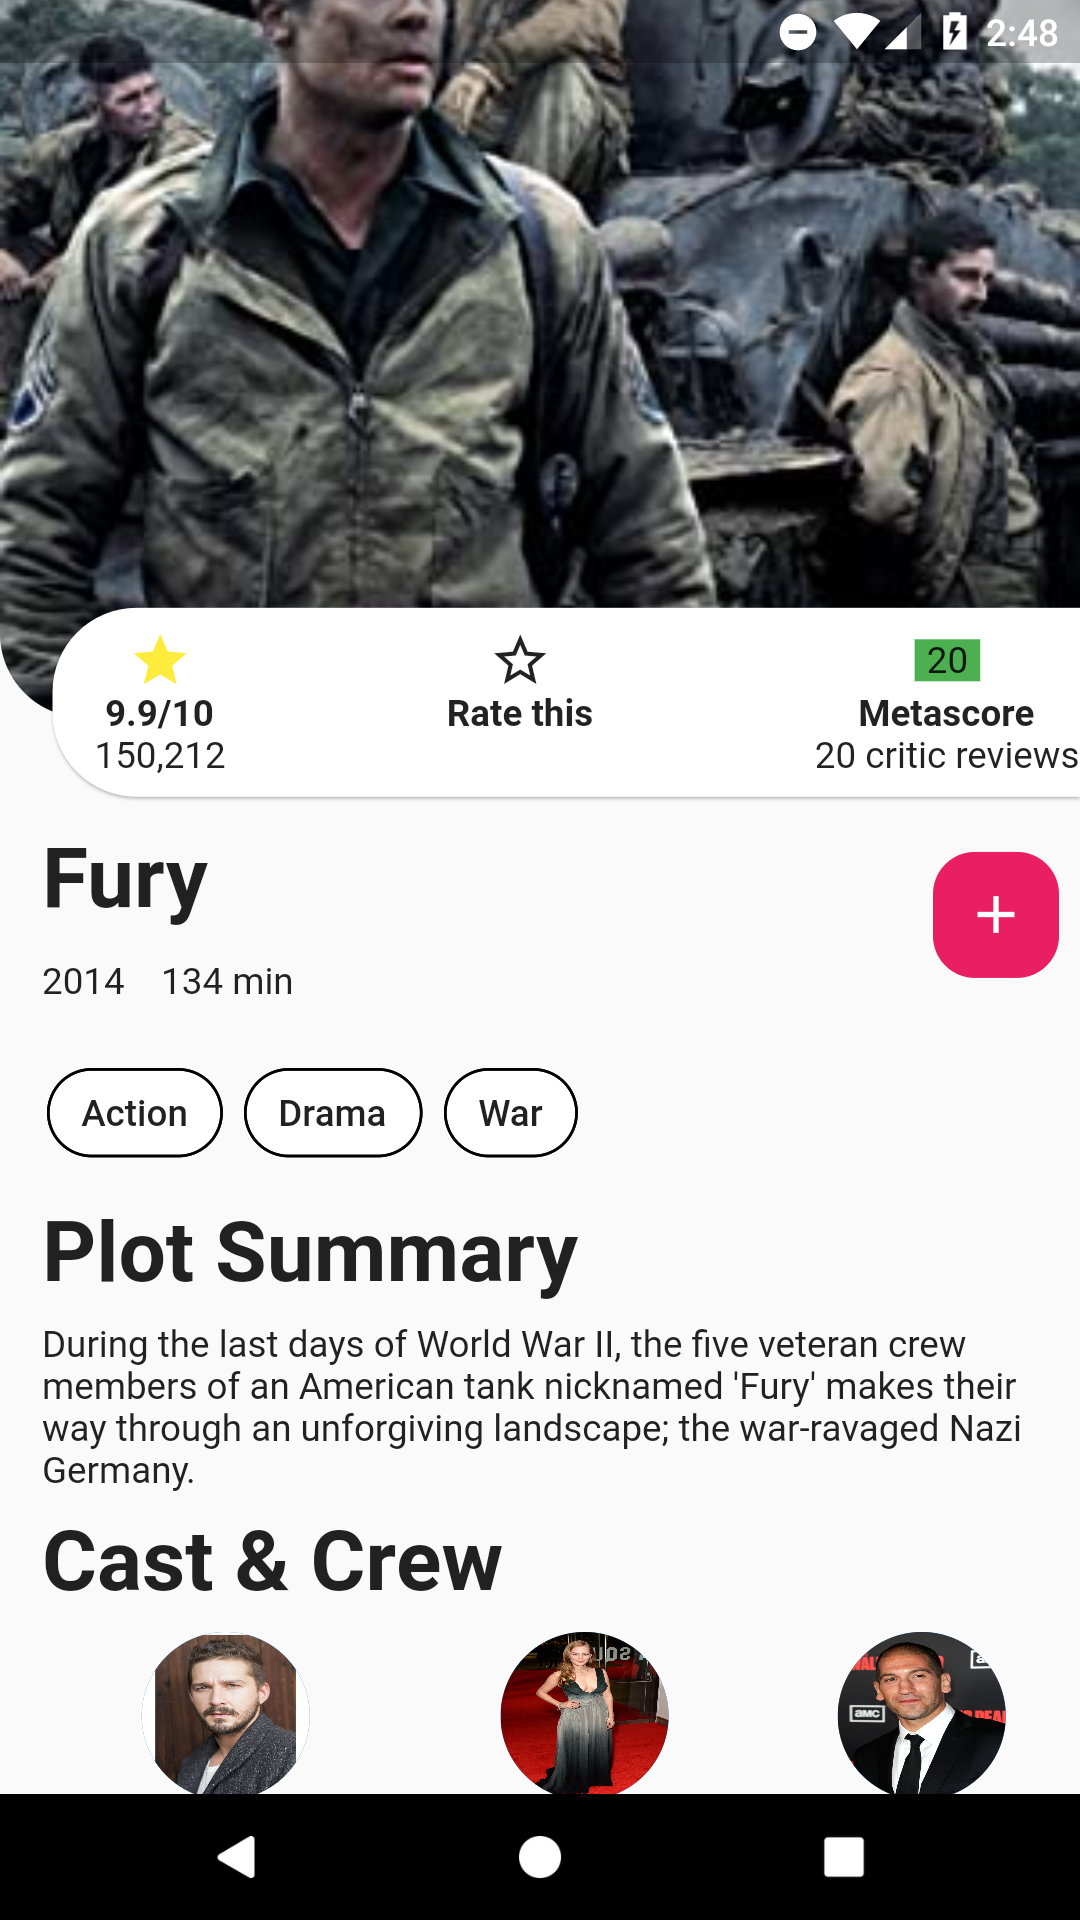 2:48
20
9.9/10
Rate this
Metascore
150,212
20 critic reviews
Fury
2014 134 min
Action
Drama
War
Plot Summary
During the last days of World War II, the five veteran crew
members of an American tank nicknamed 'Fury' makes their
way through an unforgiving landscape; the war-ravaged Nazi
Germany.
Cast & Crew
amc